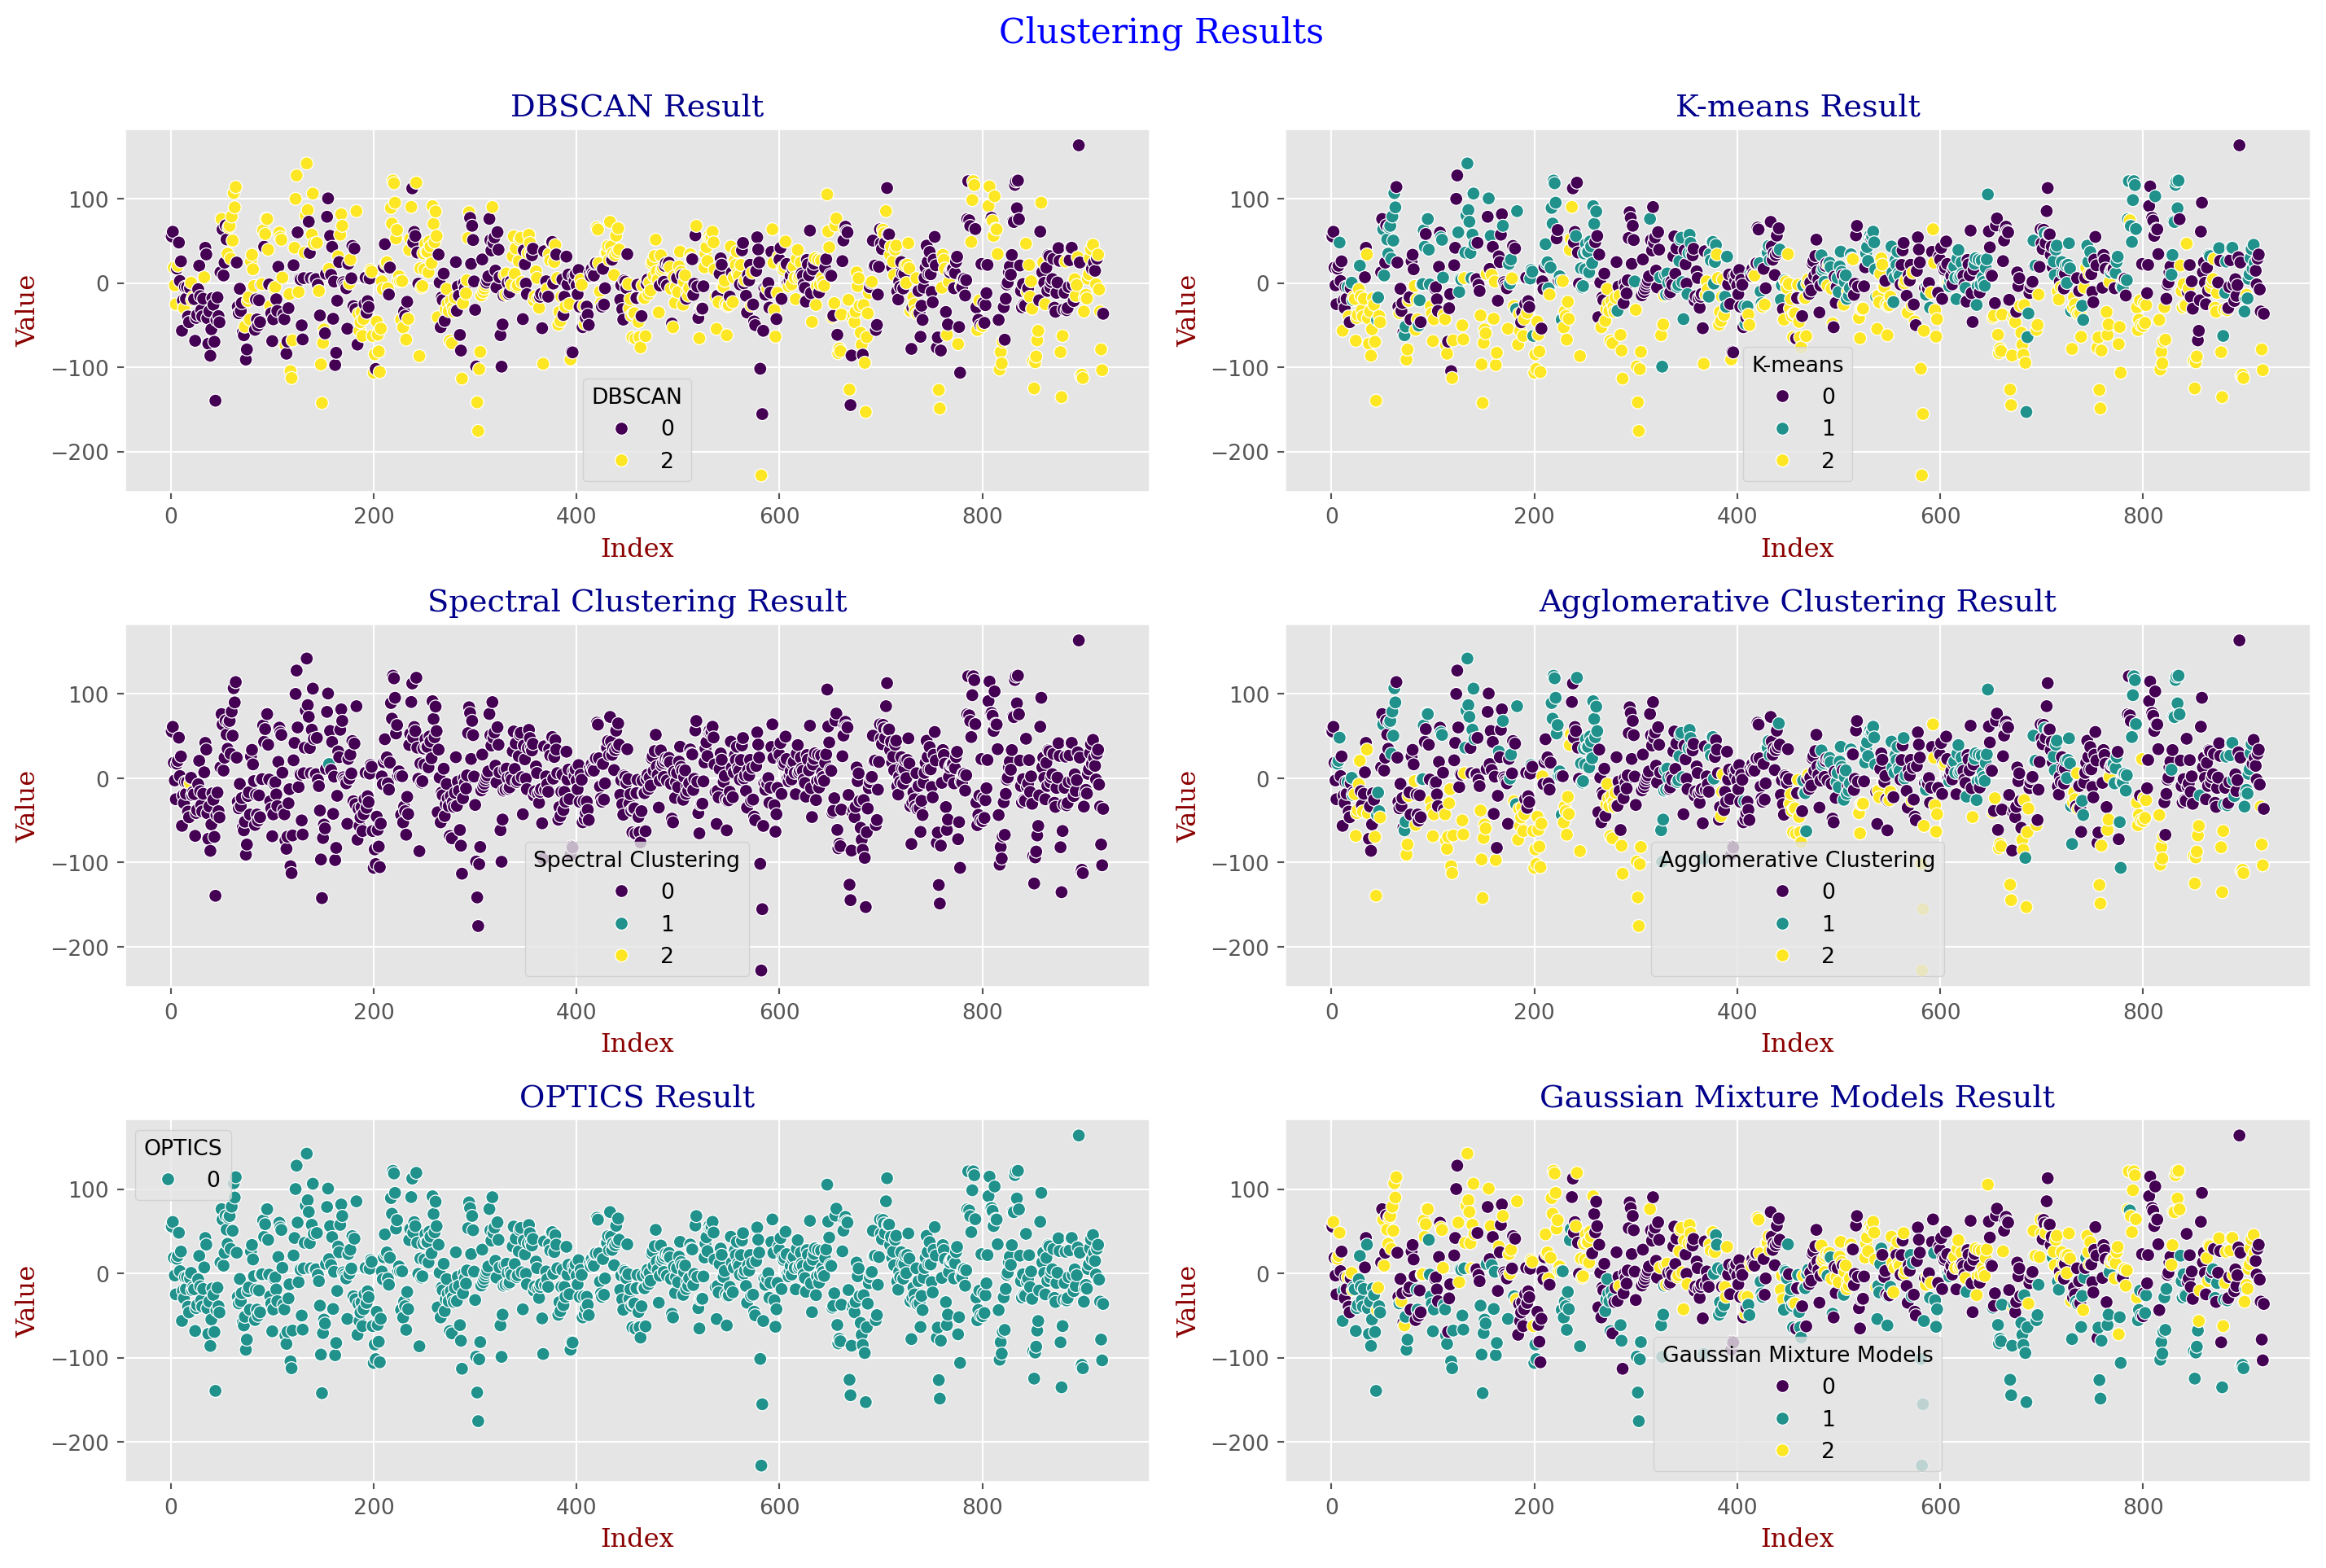 Clustering Results
DBSCAN Result
100
0
−100
−200
Value
DBSCAN
0
2
0 200 400 600 800
Index
K-means Result
100
0
−100
−200
Value
K-means
0
1
2
0 200 400 600 800
Index
Spectral Clustering Result
100
0
−100
−200
Value
Spectral Clustering
0
1
2
0 200 400 600 800
Index
Agglomerative Clustering Result
100
0
−100
−200
Value
Agglomerative Clustering
0
1
2
0 200 400 600 800
Index
OPTICS Result
OPTICS
0
100
0
−100
−200
Value
0 200 400 600 800
Index
Gaussian Mixture Models Result
100
0
−100
−200
Value
Gaussian Mixture Models
0
1
2
0 200 400 600 800
Index